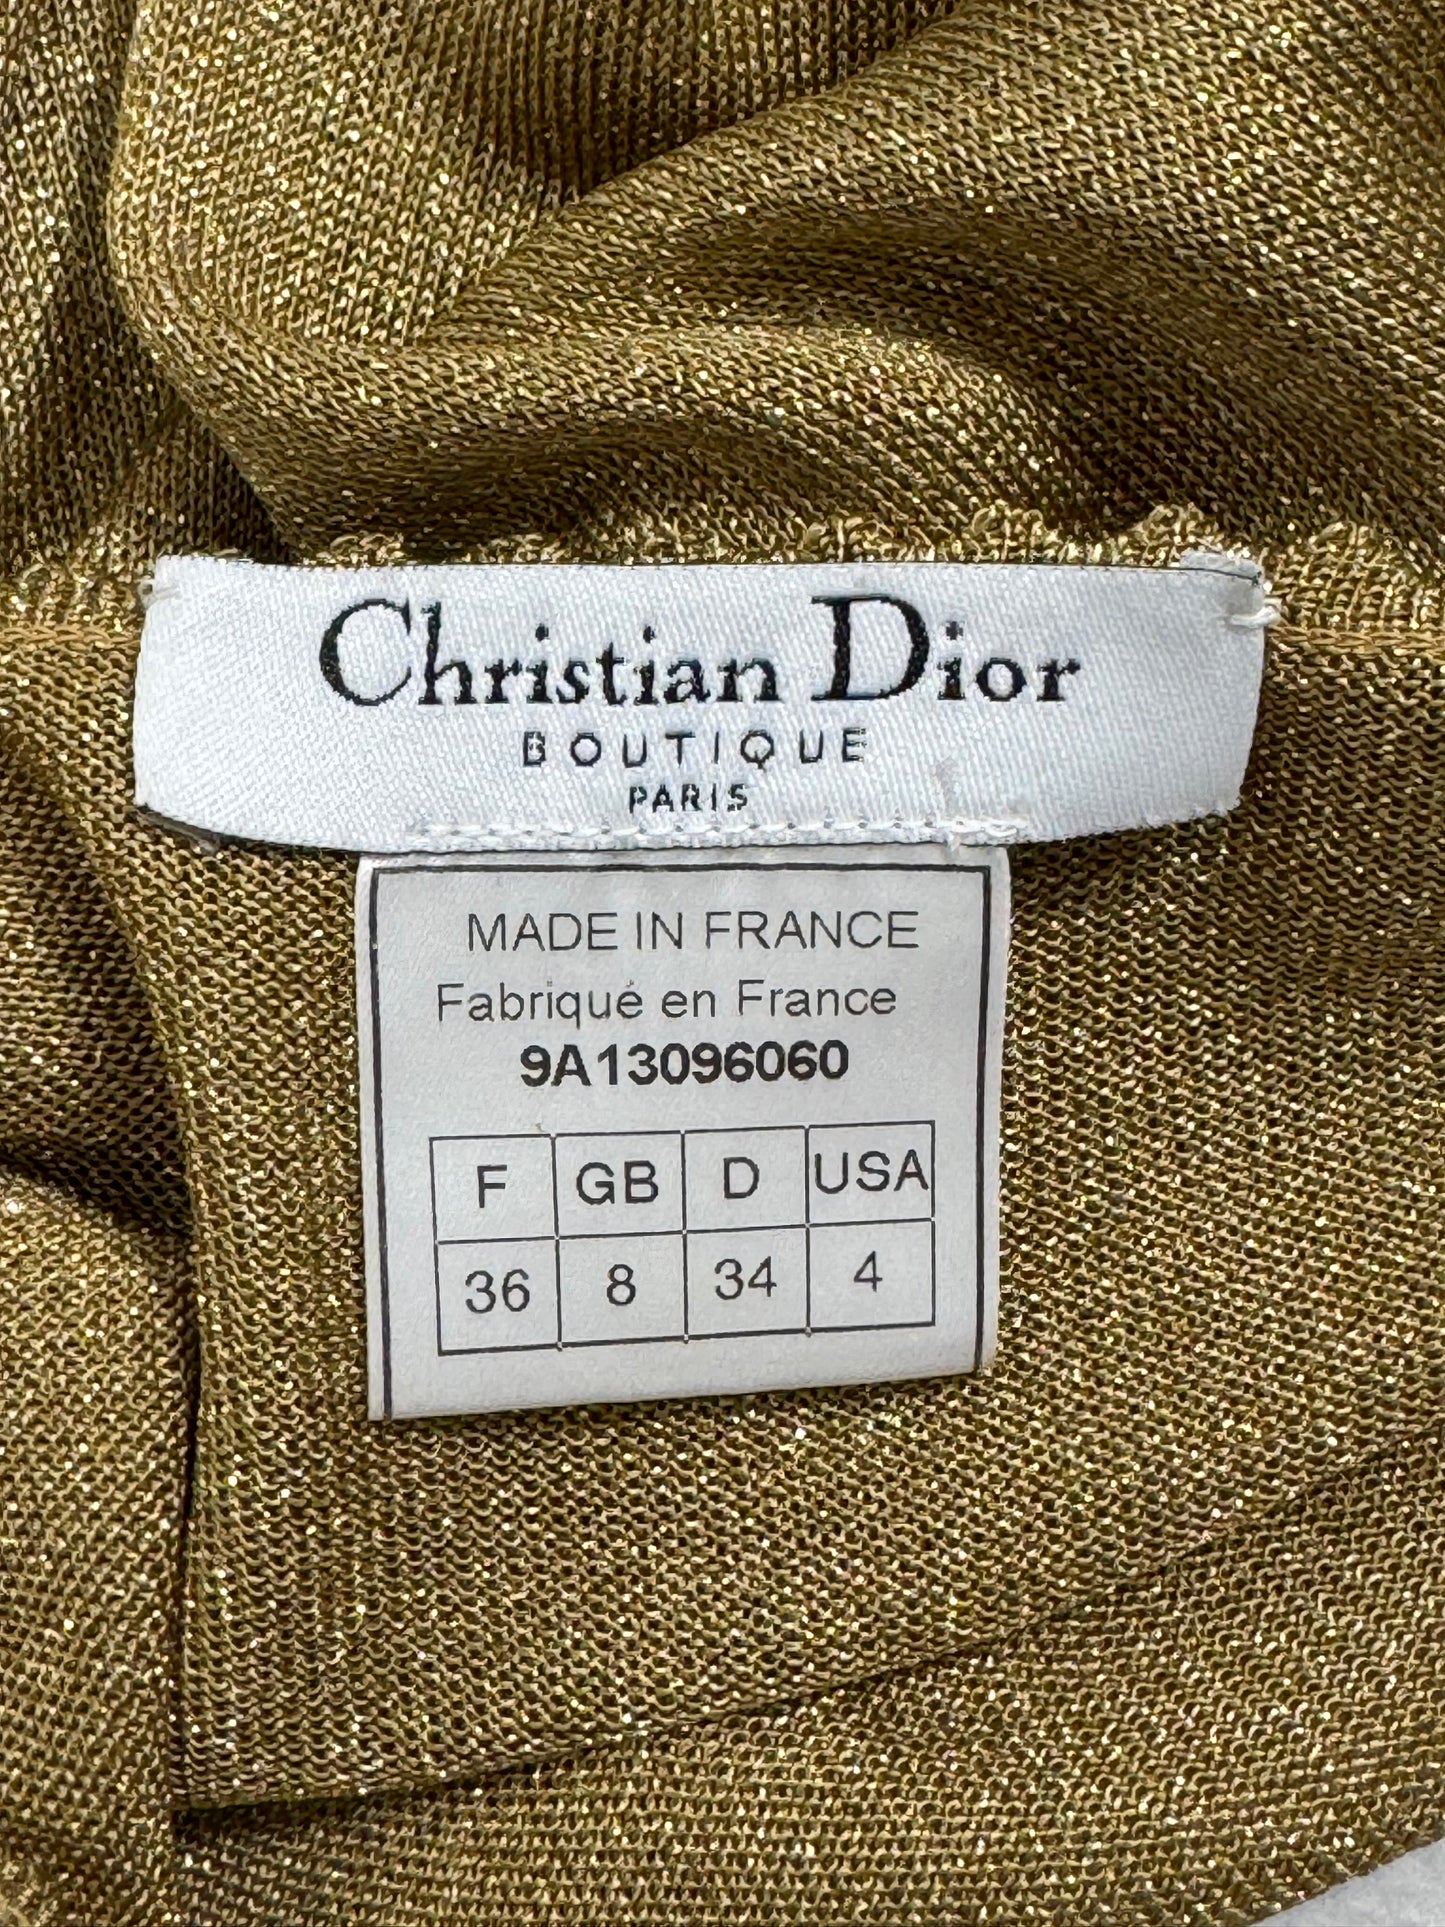 Christian Dior
BOUTIQUE
PARIS
MADE IN FRANCE
Fabriqué en France
9A13096060
F GB D USA
36 8 34 4